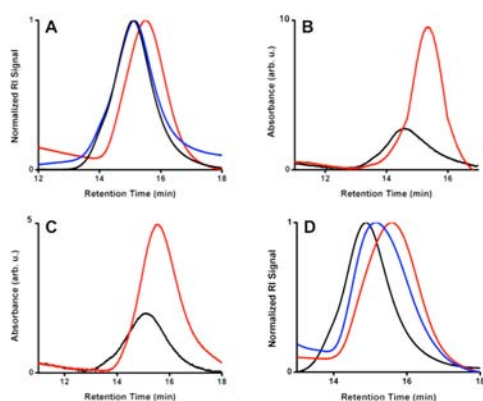 A
B
1
10
Normalized RI Signal
Absorbance (arb. u.)
0
0
12 14 16 18
12 14 16
Retention Time (min)
Retention Time (min)
C
D
5
1
Absorbance (arb. u.)
Normalized RI Signal
0
0
12 14 16 18
14 16 18
Retention Time (min)
Retention Time (min)